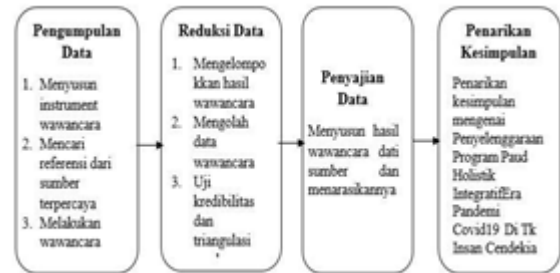 Pengumpulan
Data
1. Menyusun
instrument
wawancara
2. Mencari
referensi dari
sumber
terpercaya
3. Melakukan
wawancara
Reduksi Data
1. Mengelompo
kkan hasil
wawancara
2. Mengolah
data
wawancara
3. Uji
kredibilitas
dan
triangulasi
Penyajian
Data
Menyusun hasil
wawancara dati
sumber dan
menarasikannya
Penarikan
Kesimpulan
Penarikan
kesimpulan
mengenai
Penyelenggaraan
Program Paud
Holistik
IntegratifEra
Pandemi
Covid19 Di Tk
Insan Cendekia